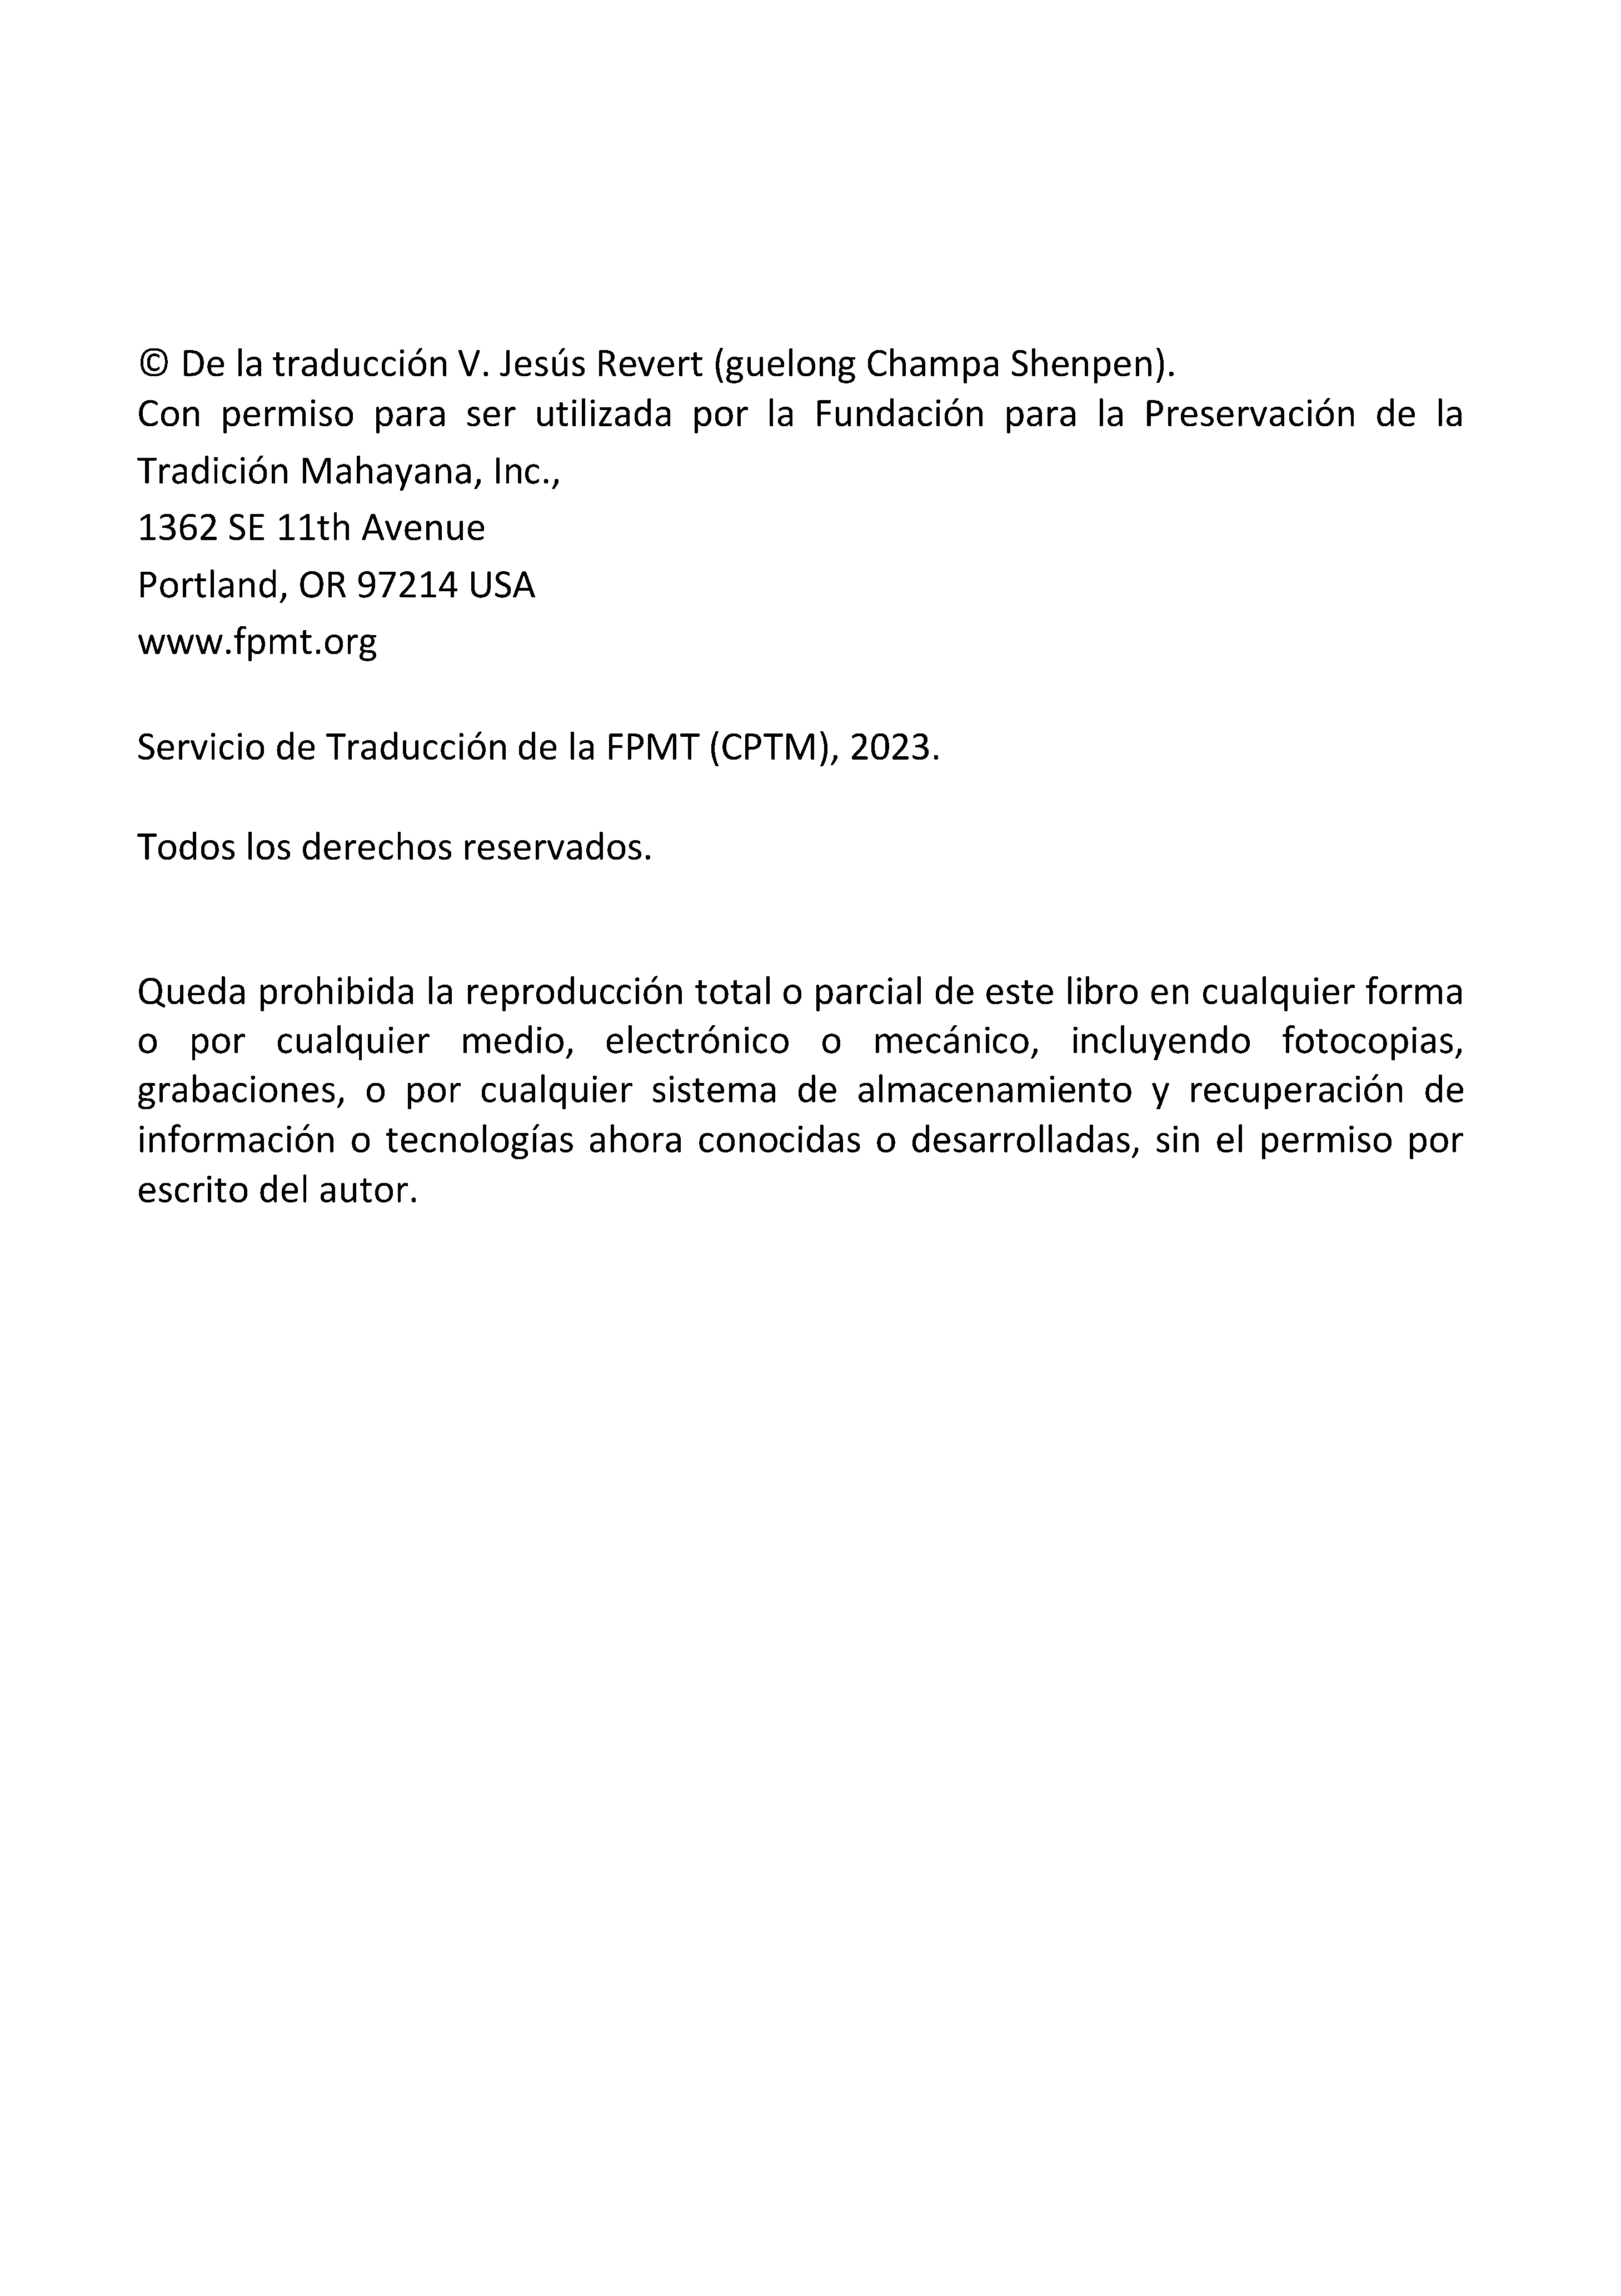 © De la traducción V. Jesús Revert (guelong Champa Shenpen).
Con permiso para ser utilizada por la Fundación para la Preservación de la
Tradición Mahayana, Inc.,
1362 SE 11th Avenue
Portland, OR 97214 USA
www.fpmt.org
Servicio de Traducción de la FPMT (CPTM), 2023.
Todos los derechos reservados.
Queda prohibida la reproducción total o parcial de este libro en cualquier forma
o por cualquier medio, electrónico o mecánico, incluyendo fotocopias,
grabaciones, o por cualquier sistema de almacenamiento y recuperación de
información o tecnologías ahora conocidas o desarrolladas, sin el permiso por
escrito del autor.